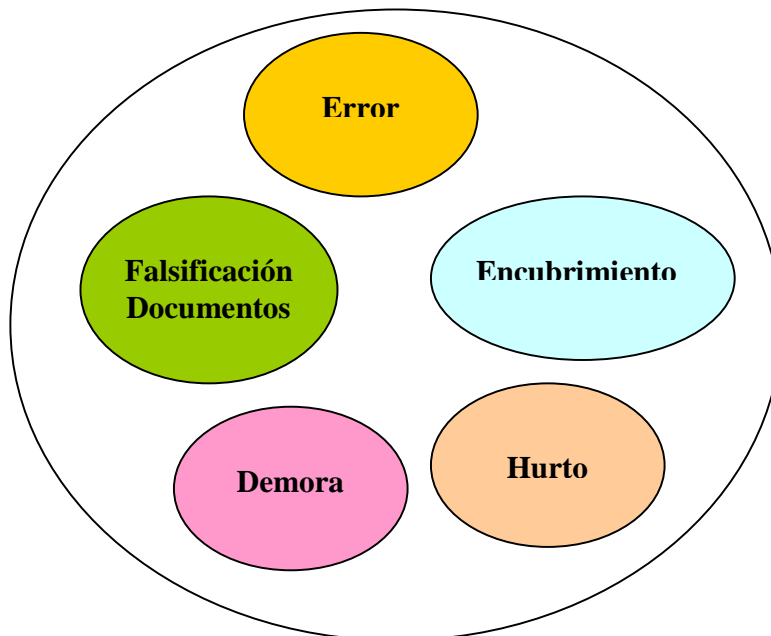 Error
Falsificación
Documentos
Encubrimiento
Demora
Hurto